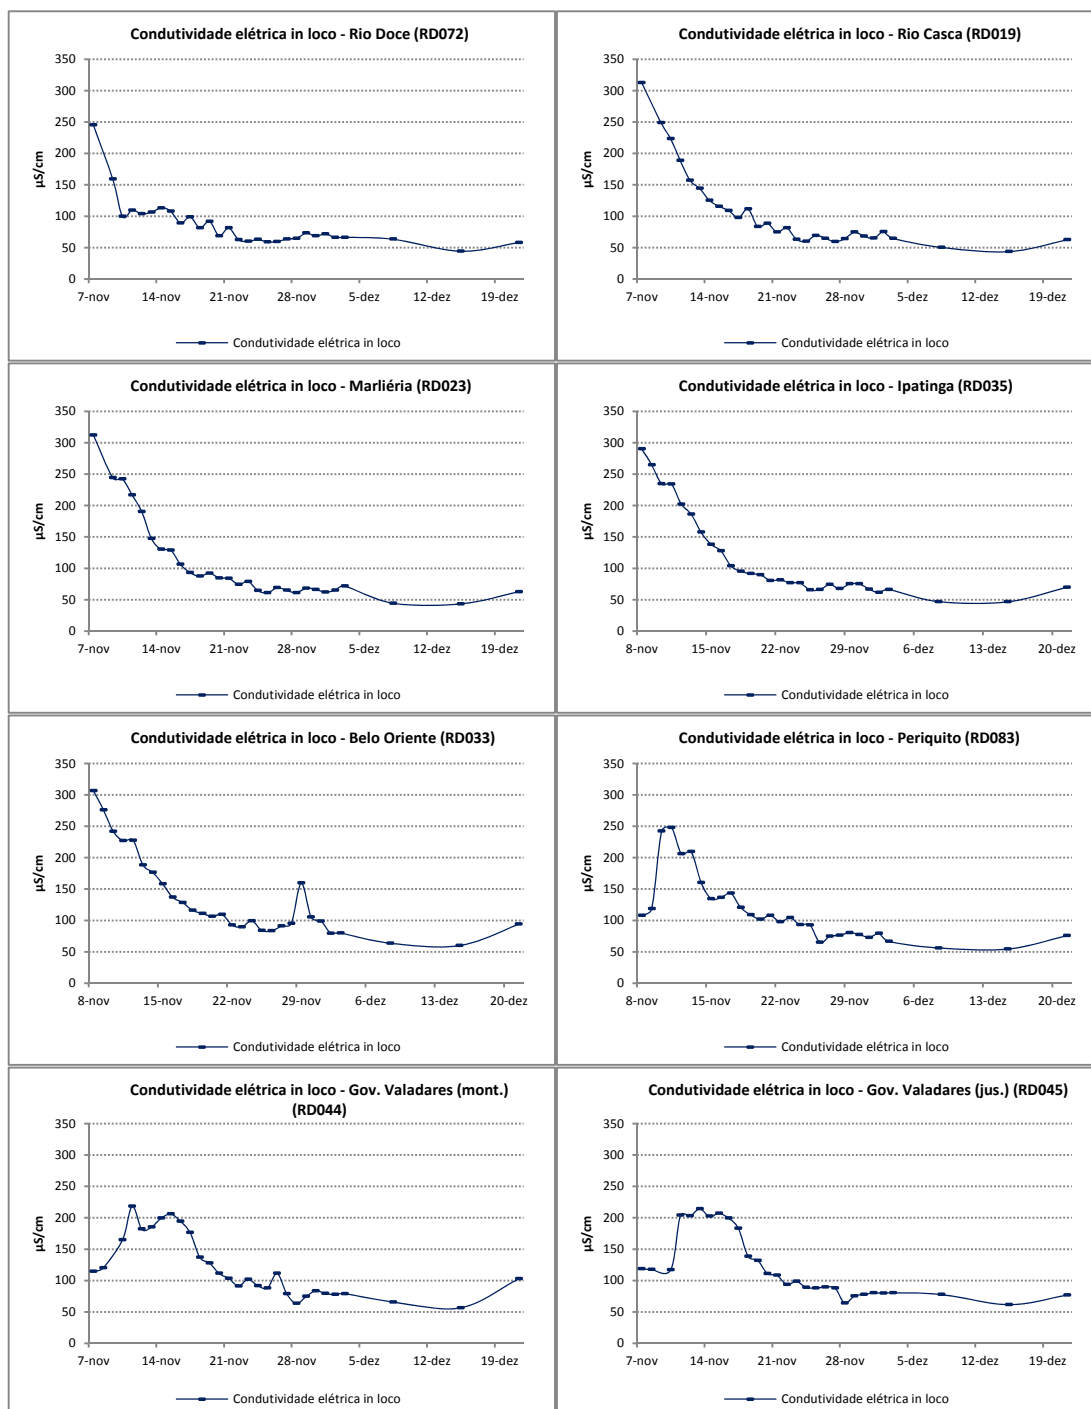 Condutividade elétrica in loco - Rio Doce (RD072)
350
300
250
200
150
100
50
0
µS/cm
7-nov 14-nov 21-nov 28-nov 5-dez 12-dez 19-dez
Condutividade elétrica in loco
Condutividade elétrica in loco - Rio Casca (RD019)
350
300
250
200
150
100
50
0
µS/cm
7-nov 14-nov 21-nov 28-nov 5-dez 12-dez 19-dez
Condutividade elétrica in loco
Condutividade elétrica in loco - Marliéria (RD023)
350
300
250
200
150
100
50
0
µS/cm
7-nov 14-nov 21-nov 28-nov 5-dez 12-dez 19-dez
Condutividade elétrica in loco
Condutividade elétrica in loco - Ipatinga (RD035)
350
300
250
200
150
100
50
0
µS/cm
8-nov 15-nov 22-nov 29-nov 6-dez 13-dez 20-dez
Condutividade elétrica in loco
Condutividade elétrica in loco - Belo Oriente (RD033)
350
300
250
200
150
100
50
0
µS/cm
8-nov 15-nov 22-nov 29-nov 6-dez 13-dez 20-dez
Condutividade elétrica in loco
Condutividade elétrica in loco - Periquito (RD083)
350
300
250
200
150
100
50
0
µS/cm
8-nov 15-nov 22-nov 29-nov 6-dez 13-dez 20-dez
Condutividade elétrica in loco
Condutividade elétrica in loco - Gov. Valadares (mont.)
(RD044)
350
300
250
200
150
100
50
0
µS/cm
7-nov 14-nov 21-nov 28-nov 5-dez 12-dez 19-dez
Condutividade elétrica in loco
Condutividade elétrica in loco - Gov. Valadares (jus.) (RD045)
350
300
250
200
150
100
50
0
µS/cm
7-nov 14-nov 21-nov 28-nov 5-dez 12-dez 19-dez
Condutividade elétrica in loco